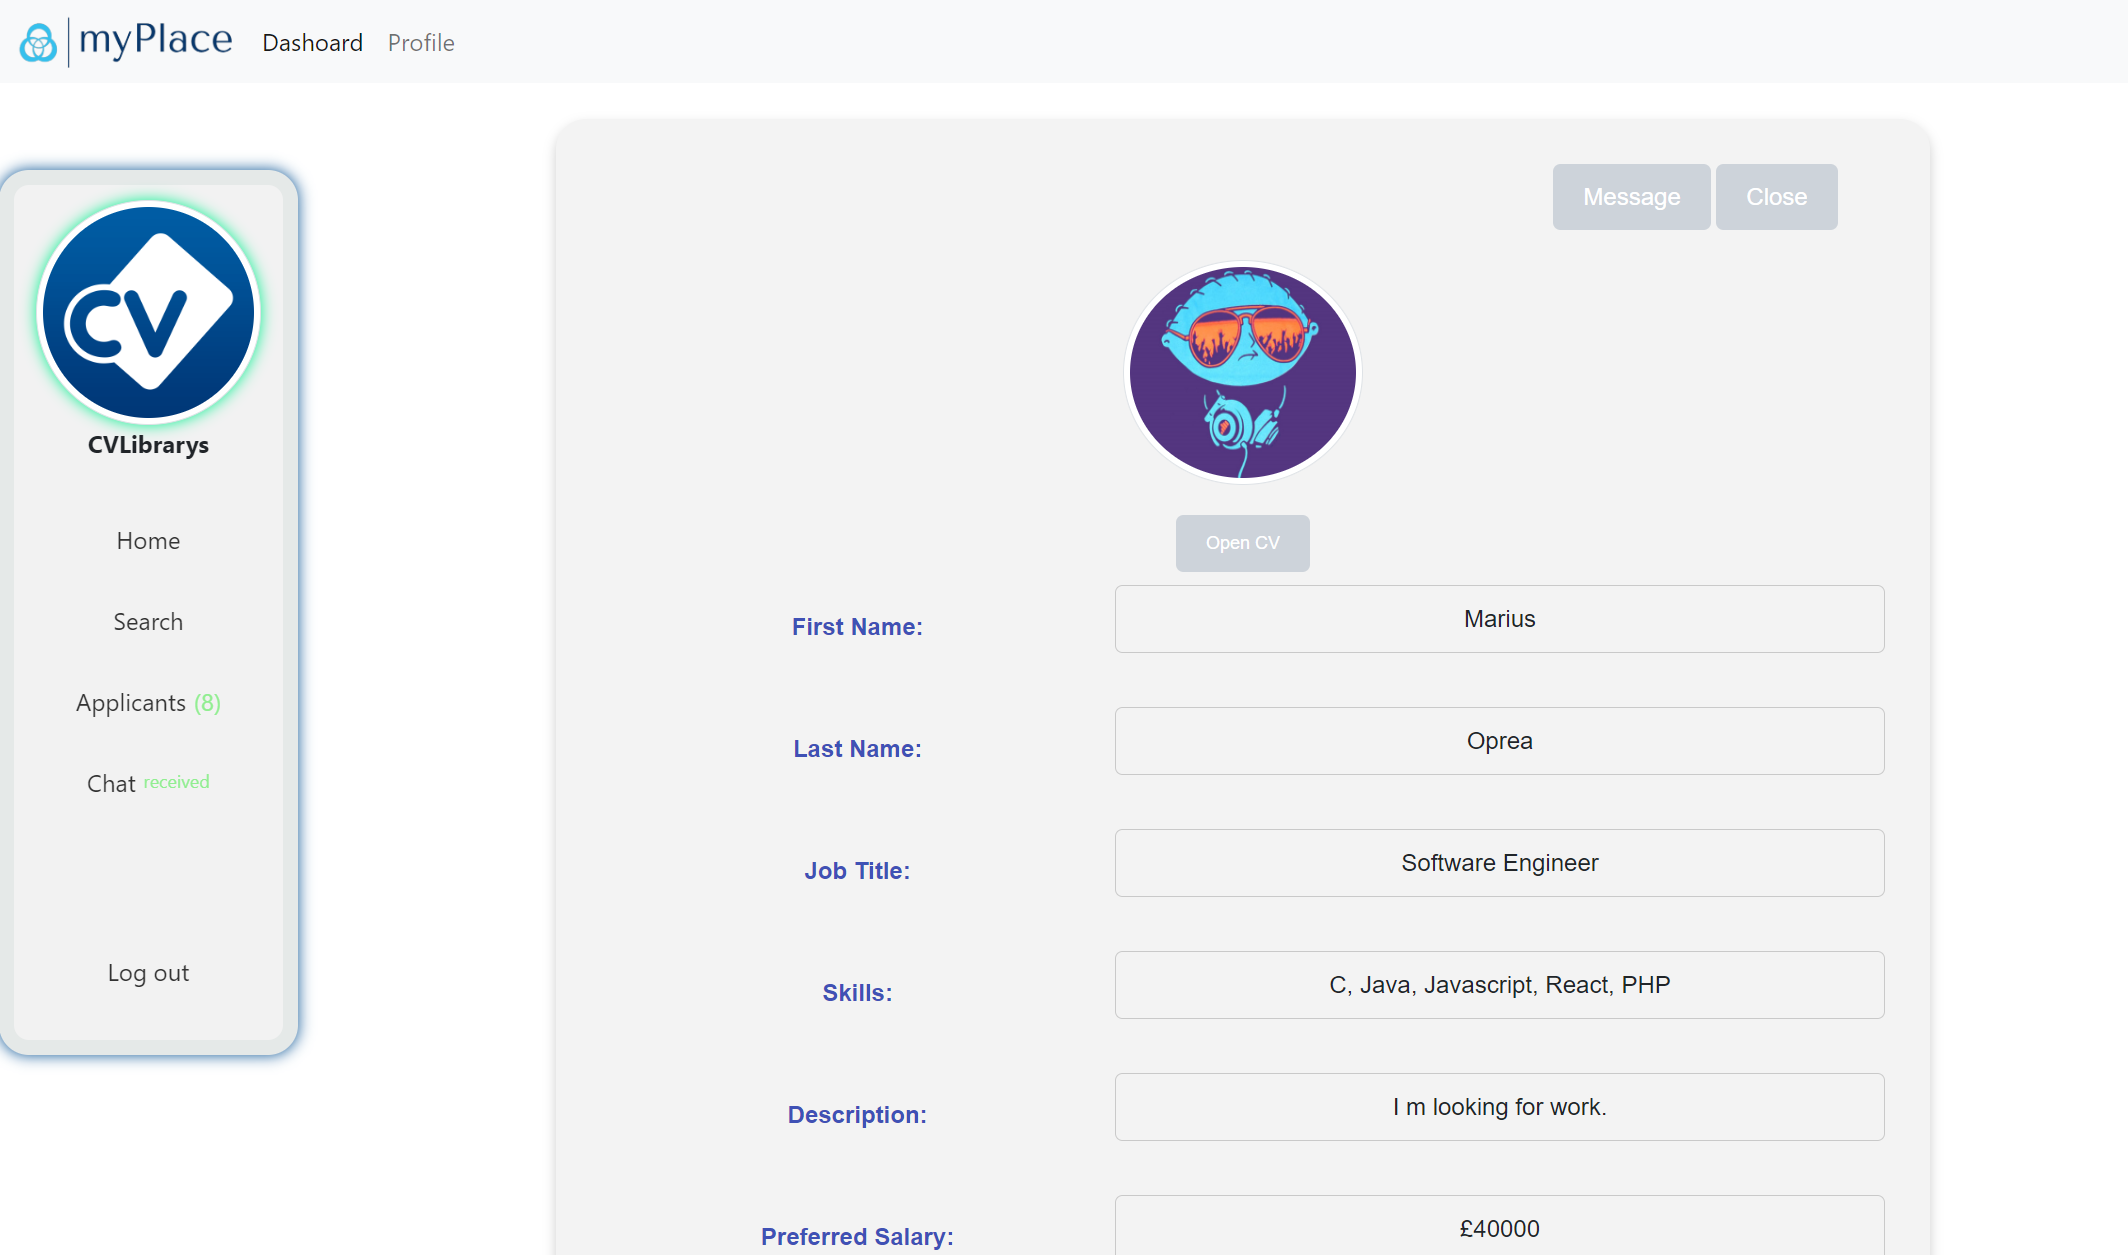 myPlace Dashoard Profile
Message Close
CV
CVLibrarys
Home
Search
Applicants (8)
Chat received
Log out
Open CV
First Name: Marius
Last Name: Oprea
Job Title: Software Engineer
Skills: C, Java, Javascript, React, PHP
Description: I m looking for work.
Preferred Salary: £40000